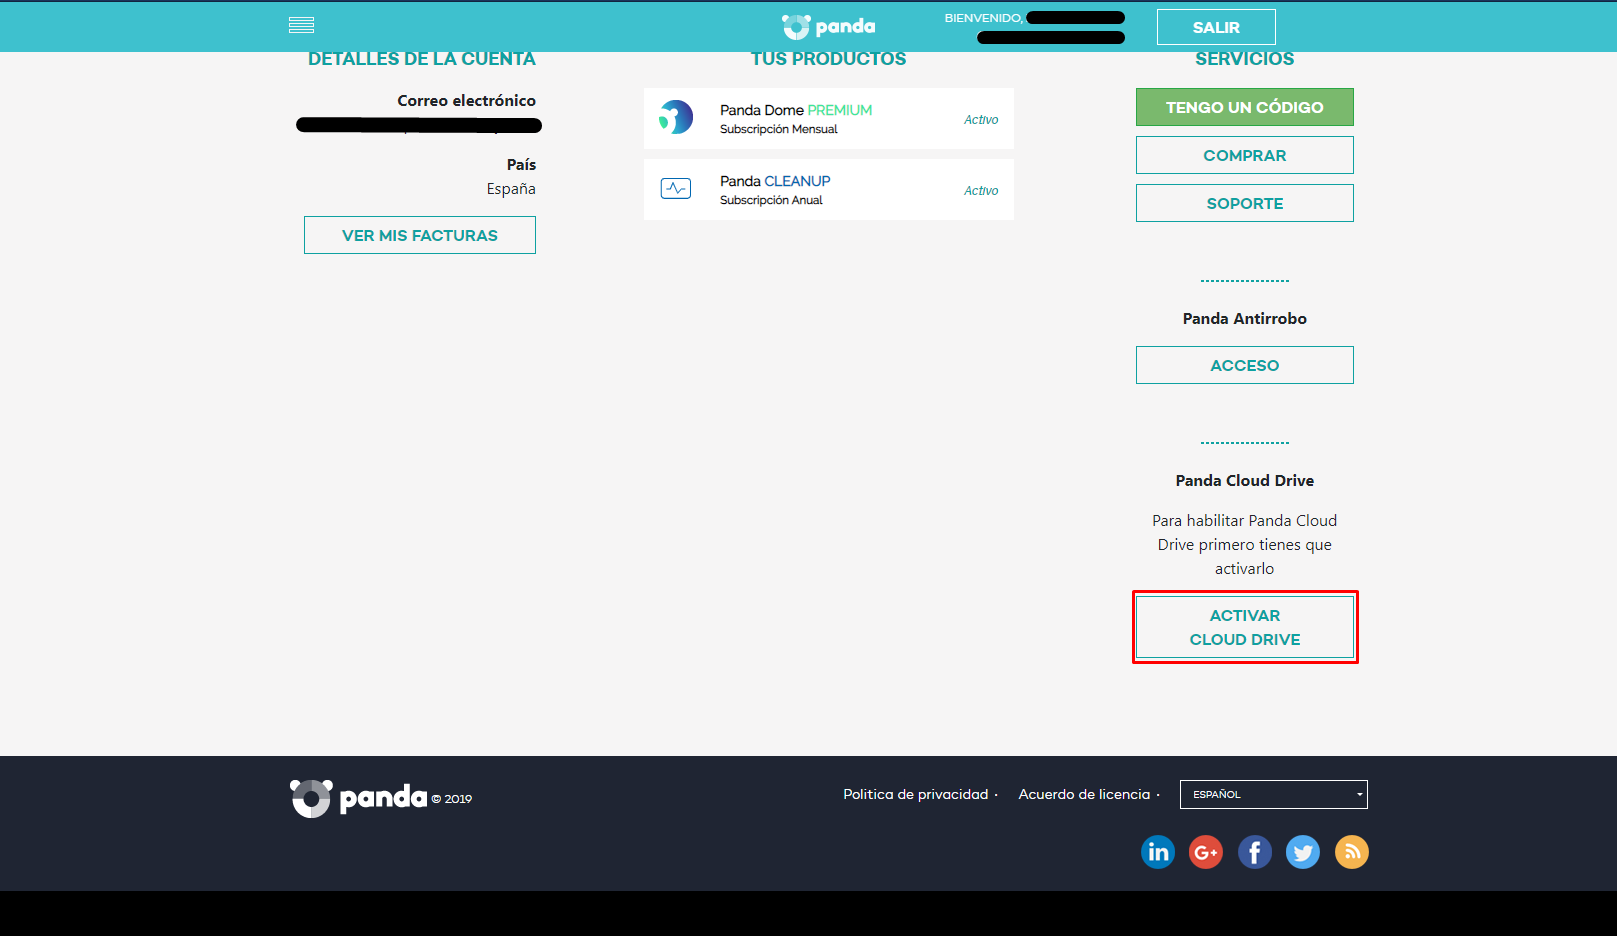 panda
BIENVENIDO,
SALIR
DETALLES DE LA CUENTA
Correo electrónico
País
España
VER MIS FACTURAS
TUS PRODUCTOS
Panda Dome PREMIUM
Subscripción Mensual
Activo
Panda CLEANUP
Subscripción Anual
Activo
SERVICIOS
TENGO UN CÓDIGO
COMPRAR
SOPORTE
Panda Antirrobo
ACCESO
Panda Cloud Drive
Para habilitar Panda Cloud
Drive primero tienes que
activarlo
ACTIVAR
CLOUD DRIVE
panda © 2019
Politica de privacidad · Acuerdo de licencia · ESPAÑOL
in G+ f